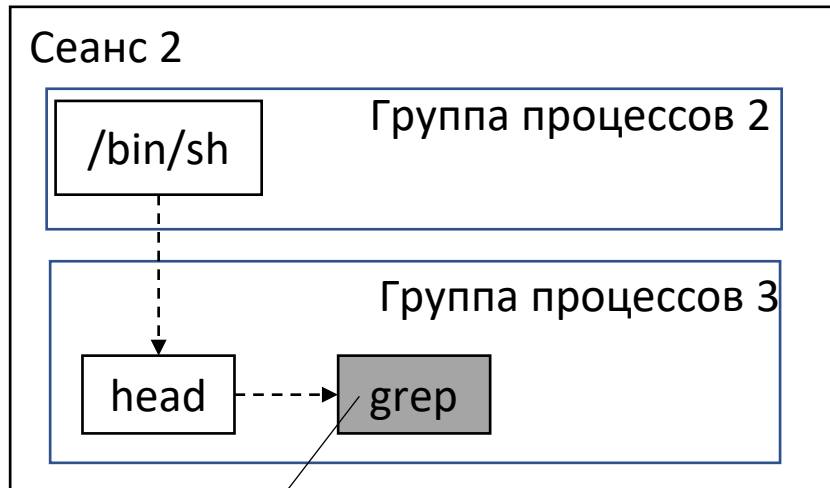 Сеанс 2
Группа процессов 2
/bin/sh
Группа процессов 3
head
grep